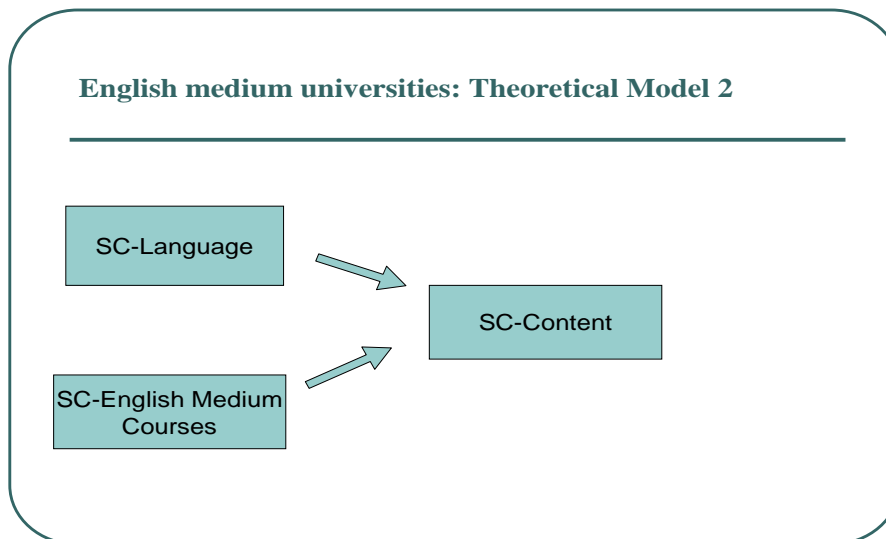 English medium universities: Theoretical Model 2
SC-Language
SC-Content
SC-English Medium
Courses